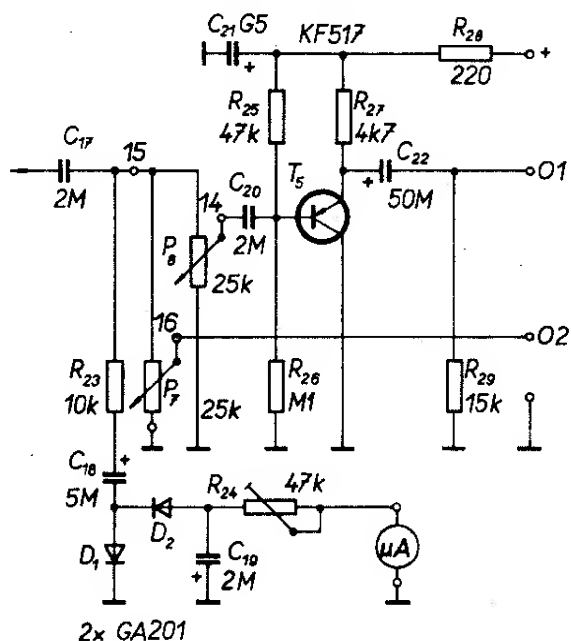 C21 G5
KF517
R28
220
+
R25
47k
R27
4k7
C17
2M
15
14
C20
2M
T5
C22
50M
O1
P6
25k
16
O2
R23
10k
P7
25k
R26
M1
R29
15k
C18
5M
R24
47k
D2
D1
C19
2M
µA
2x GA201